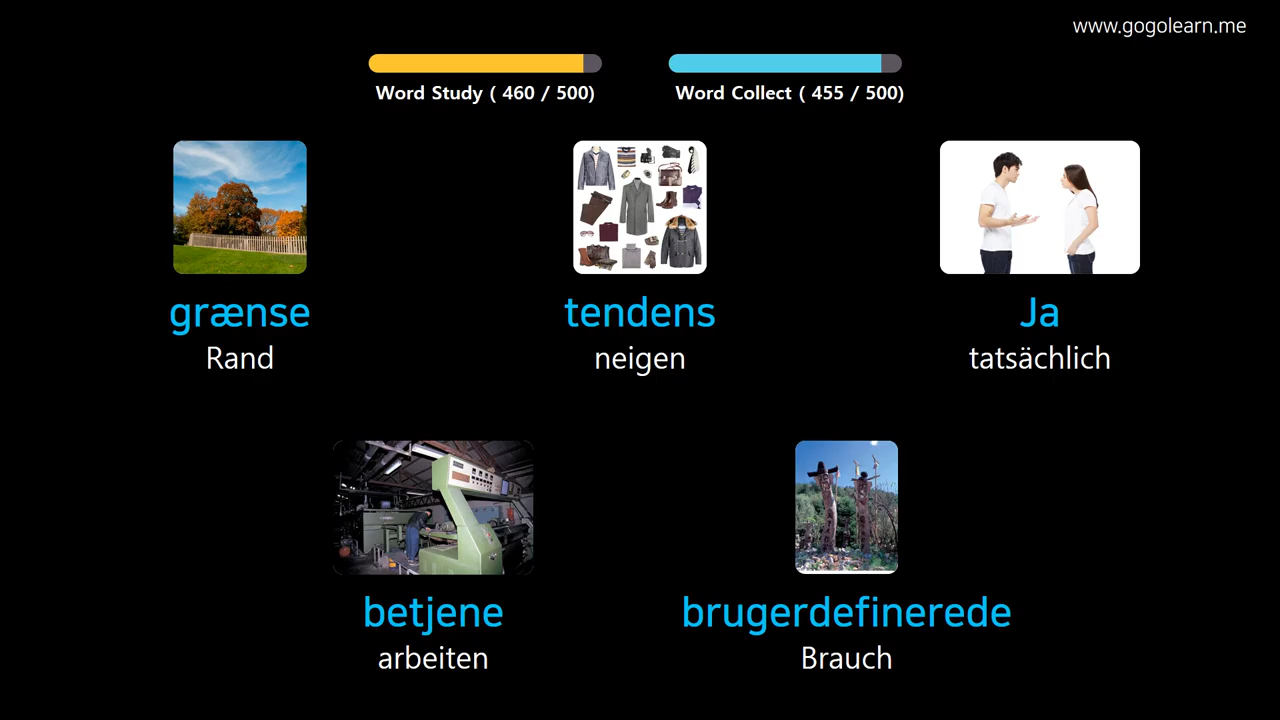 www.gogolearn.me
Word Study ( 460 / 500)
Word Collect ( 455 / 500)
grænse
Rand
tendens
neigen
Ja
tatsächlich
betjene
arbeiten
brugerdefinerede
Brauch